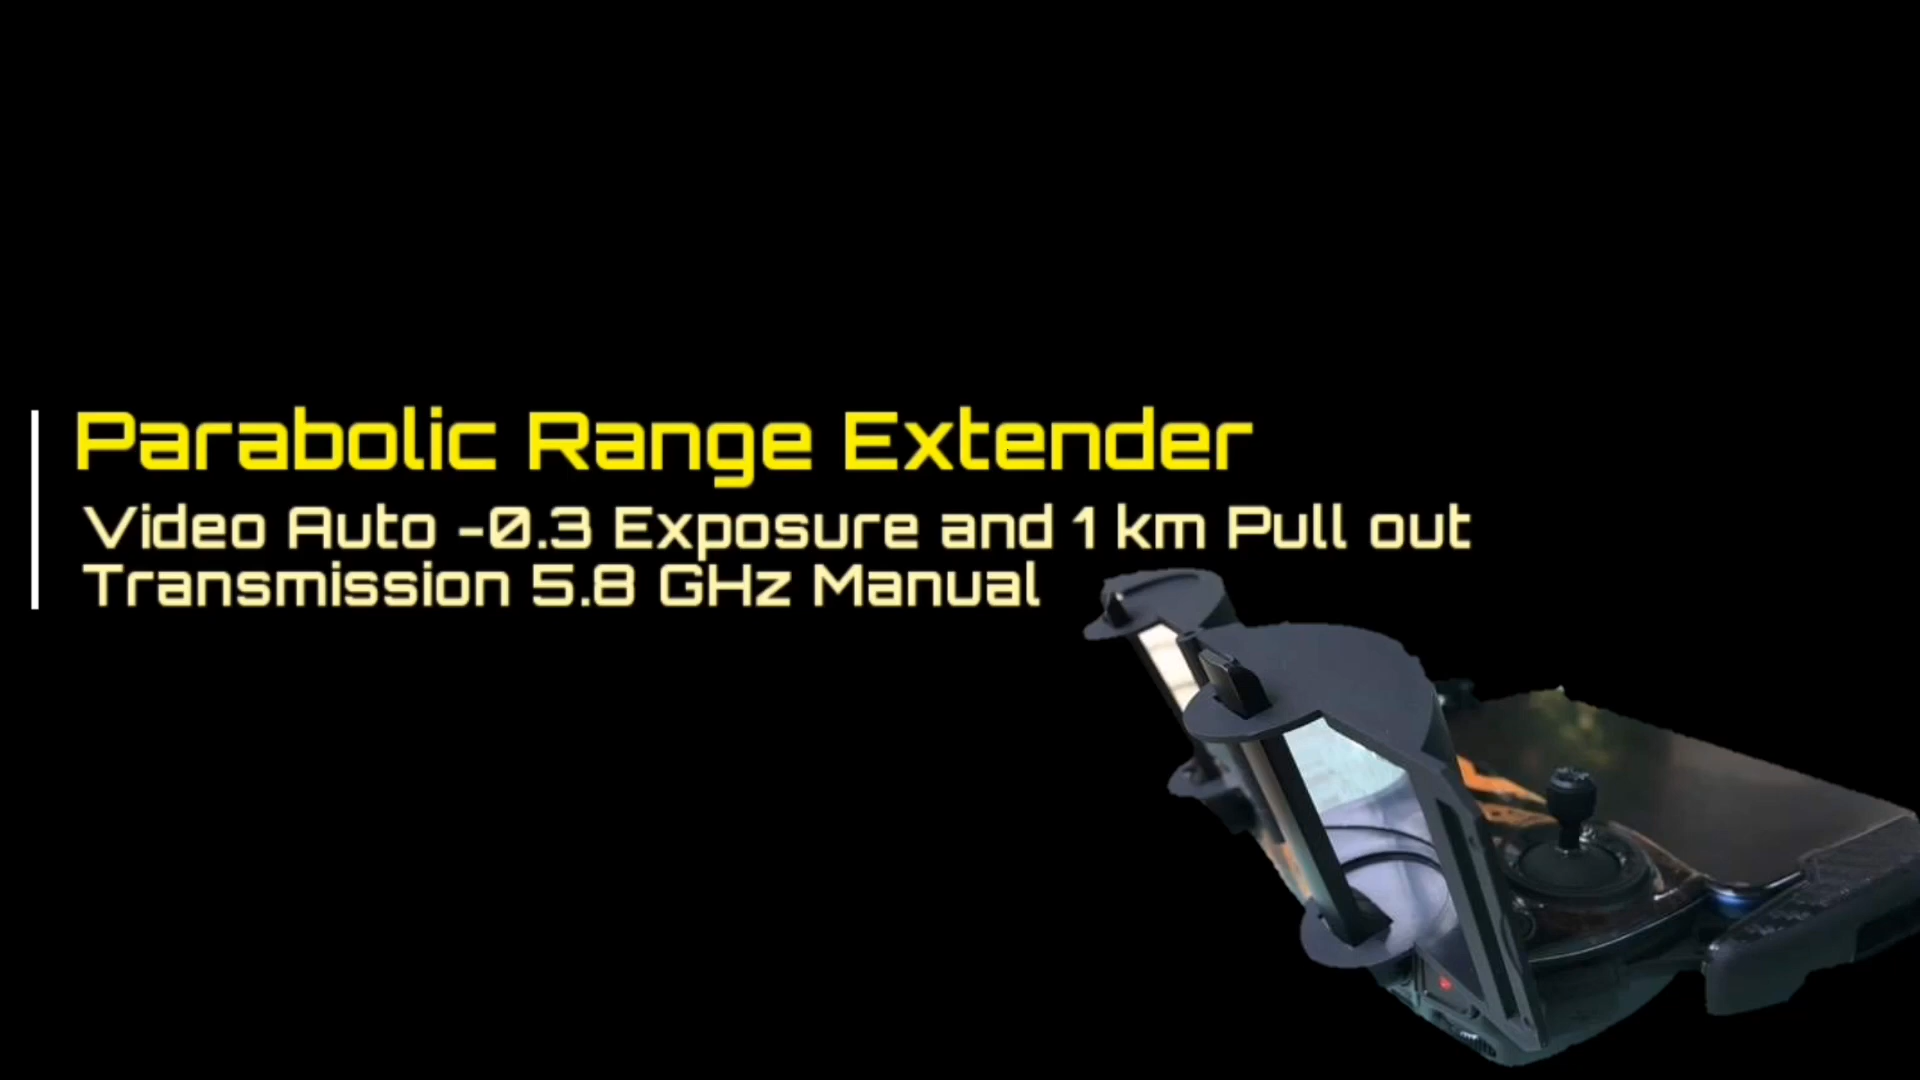 Parabolic Range Extender
Video Auto -0.3 Exposure and 1 km Pull out
Transmission 5.8 GHz Manual